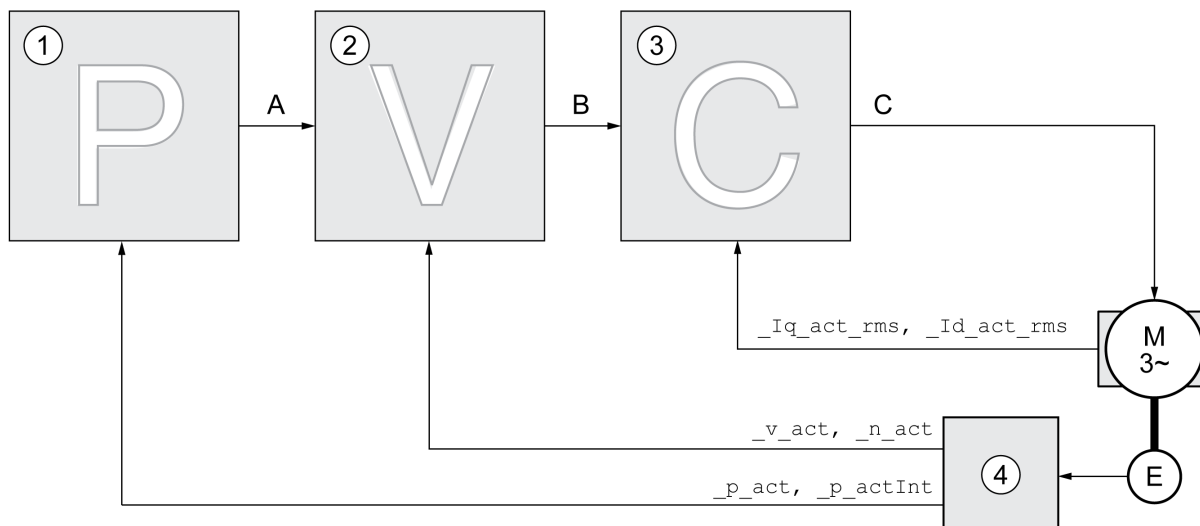 1
2
3
P
V
C
A
B
C
_Iq_act_rms, _Id_act_rms
M
3~
_v_act, _n_act
4
E
_p_act, _p_actInt